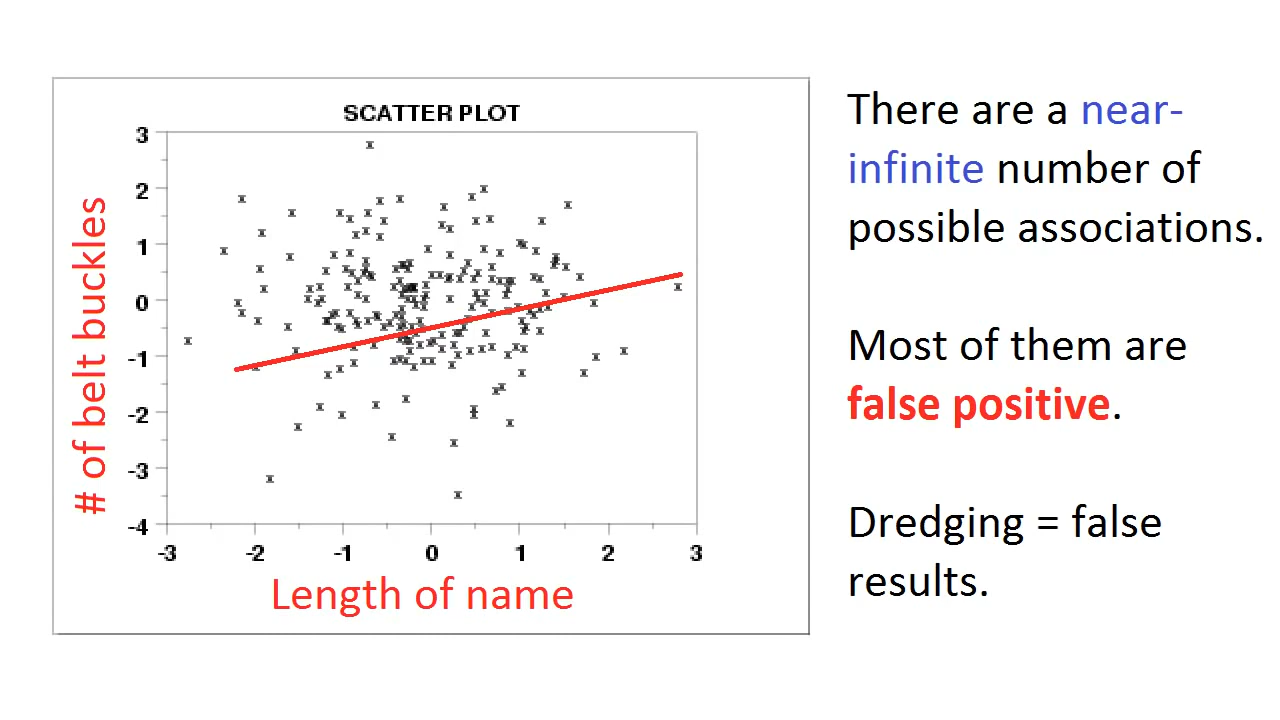 SCATTER PLOT
3
2
1
0
-1
-2
-3
-4
# of belt buckles
-3 -2 -1 0 1 2 3
Length of name
There are a near-
infinite number of
possible associations.
Most of them are
false positive.
Dredging = false
results.